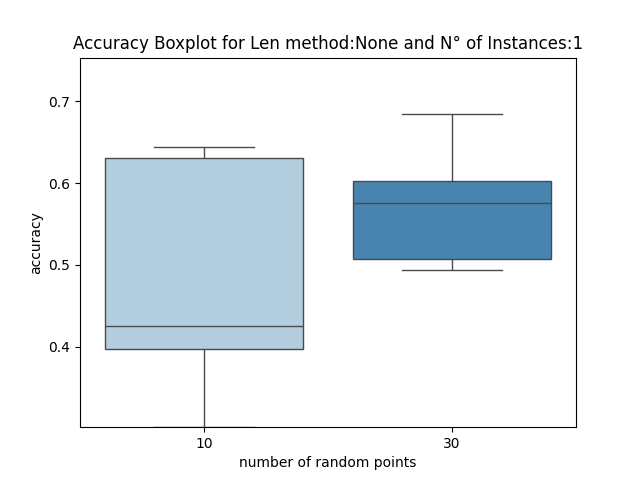 Accuracy Boxplot for Len method:None and N° of Instances:1
0.7
0.6
0.5
0.4
accuracy
10
30
number of random points